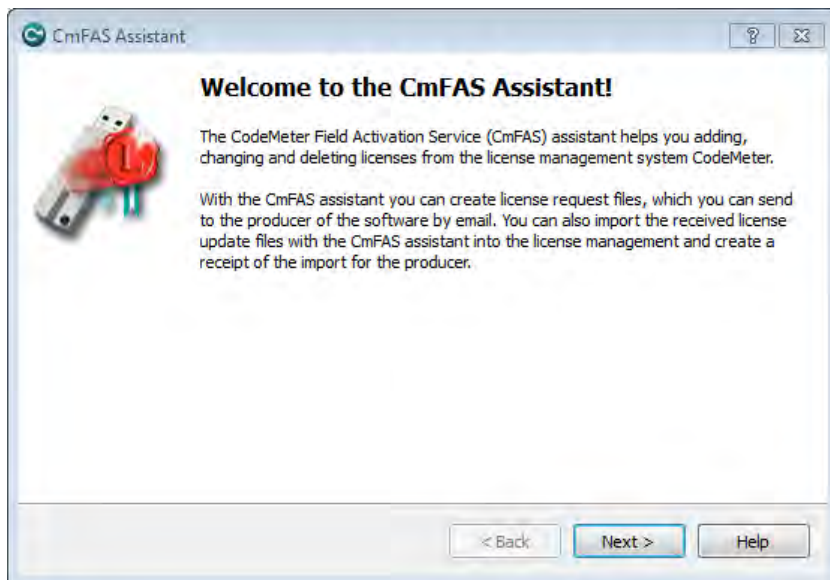 CmFAS Assistant
Welcome to the CmFAS Assistant!
The CodeMeter Field Activation Service (CmFAS) assistant helps you adding,
changing and deleting licenses from the license management system CodeMeter.
With the CmFAS assistant you can create license request files, which you can send
to the producer of the software by email. You can also import the received license
update files with the CmFAS assistant into the license management and create a
receipt of the import for the producer.
< Back Next > Help